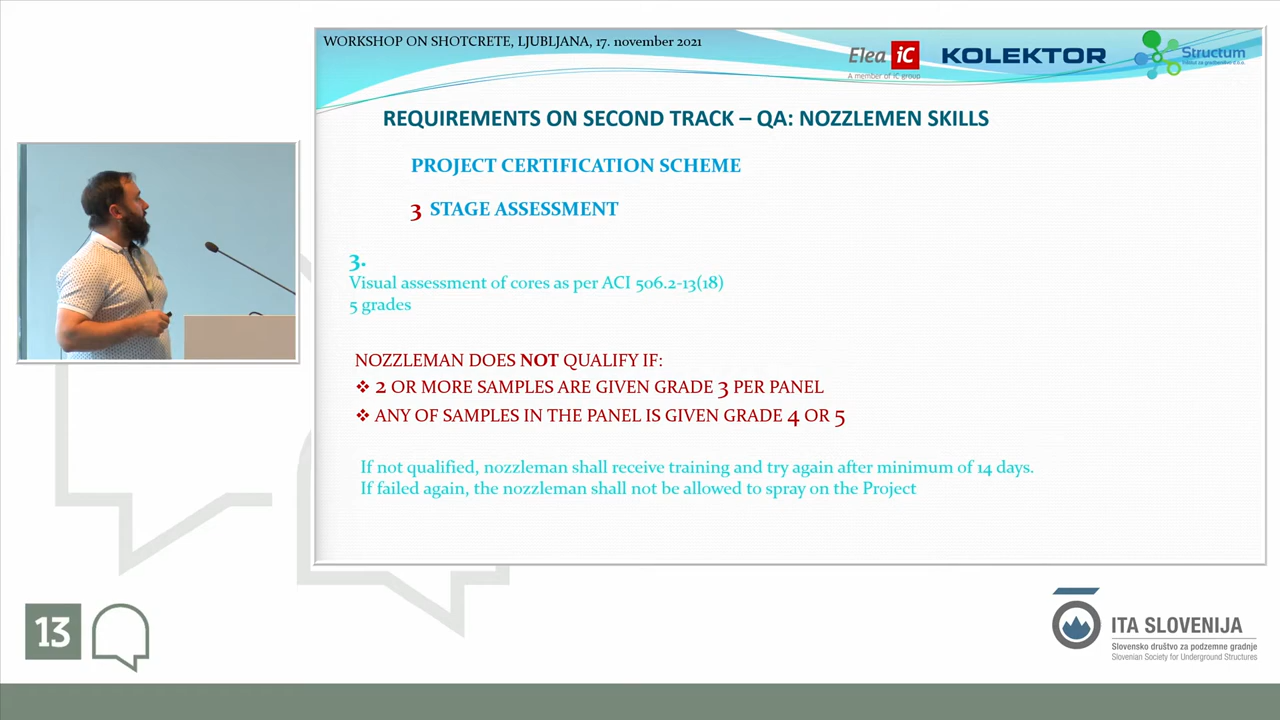 WORKSHOP ON SHOTCRETE, LJUBLJANA, 17. november 2021
Elea iC
A member of iC group
KOLEKTOR
Structum
REQUIREMENTS ON SECOND TRACK – QA: NOZZLEMEN SKILLS
PROJECT CERTIFICATION SCHEME
3 STAGE ASSESSMENT
3.
Visual assessment of cores as per ACI 506.2-13(18)
5 grades
NOZZLEMAN DOES NOT QUALIFY IF:
❖ 2 OR MORE SAMPLES ARE GIVEN GRADE 3 PER PANEL
❖ ANY OF SAMPLES IN THE PANEL IS GIVEN GRADE 4 OR 5
If not qualified, nozzleman shall receive training and try again after minimum of 14 days.
If failed again, the nozzleman shall not be allowed to spray on the Project
13
ITA SLOVENIJA
Slovensko društvo za podzemne gradnje
Slovenian Society for Underground Structures